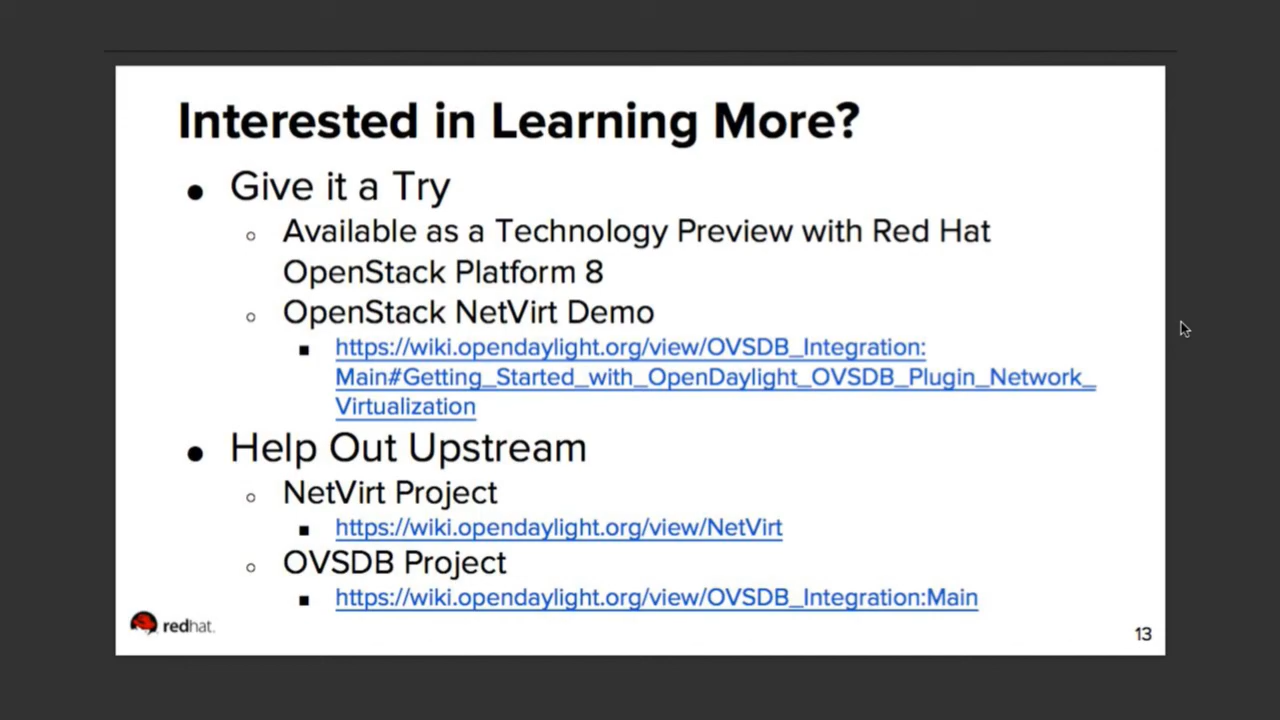 Interested in Learning More?
● Give it a Try
○ Available as a Technology Preview with Red Hat
OpenStack Platform 8
○ OpenStack NetVirt Demo
■ https://wiki.opendaylight.org/view/OVSDB_Integration:
Main#Getting_Started_with_OpenDaylight_OVSDB_Plugin_Network_
Virtualization
● Help Out Upstream
○ NetVirt Project
■ https://wiki.opendaylight.org/view/NetVirt
○ OVSDB Project
■ https://wiki.opendaylight.org/view/OVSDB_Integration:Main
redhat.
13